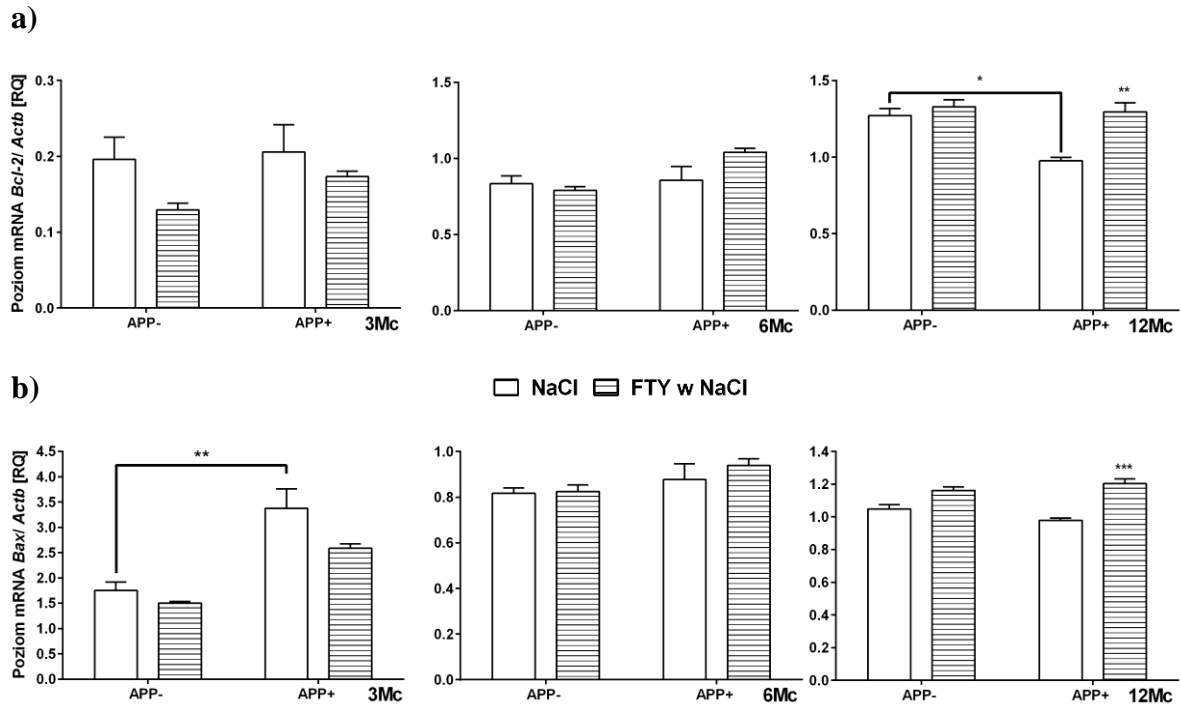 a)
Poziom mRNA Bcl-2/ Actb [RQ]
0.3
0.2
0.1
0.0
APP-
APP+
3Mc
1.5
1.0
0.5
0.0
APP-
APP+
6Mc
1.5
1.0
0.5
0.0
*
**
APP-
APP+
12Mc
b)
NaCl
FTY w NaCl
Poziom mRNA Bax/ Actb [RQ]
4.5
4.0
3.5
3.0
2.5
2.0
1.5
1.0
0.5
0.0
**
APP-
APP+
3Mc
1.0
0.8
0.6
0.4
0.2
0.0
APP-
APP+
6Mc
1.4
1.2
1.0
0.8
0.6
0.4
0.2
0.0
***
APP-
APP+
12Mc